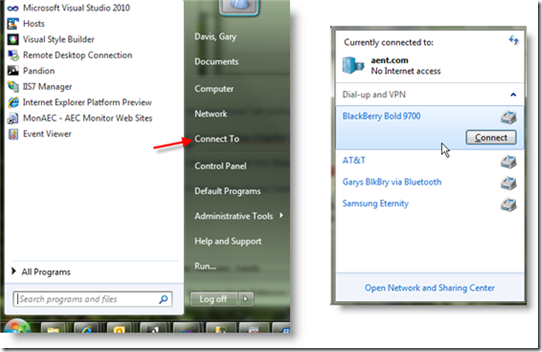 Microsoft Visual Studio 2010
Hosts
Visual Style Builder
Remote Desktop Connection
Pandion
IIS7 Manager
Internet Explorer Platform Preview
MonAEC - AEC Monitor Web Sites
Event Viewer
All Programs
Search programs and files
Davis, Gary
Documents
Computer
Network
Connect To
Control Panel
Default Programs
Administrative Tools
Help and Support
Run...
Log off
Currently connected to:
aent.com
No Internet access
Dial-up and VPN
BlackBerry Bold 9700
Connect
AT&T
Garys BlkBry via Bluetooth
Samsung Eternity
Open Network and Sharing Center